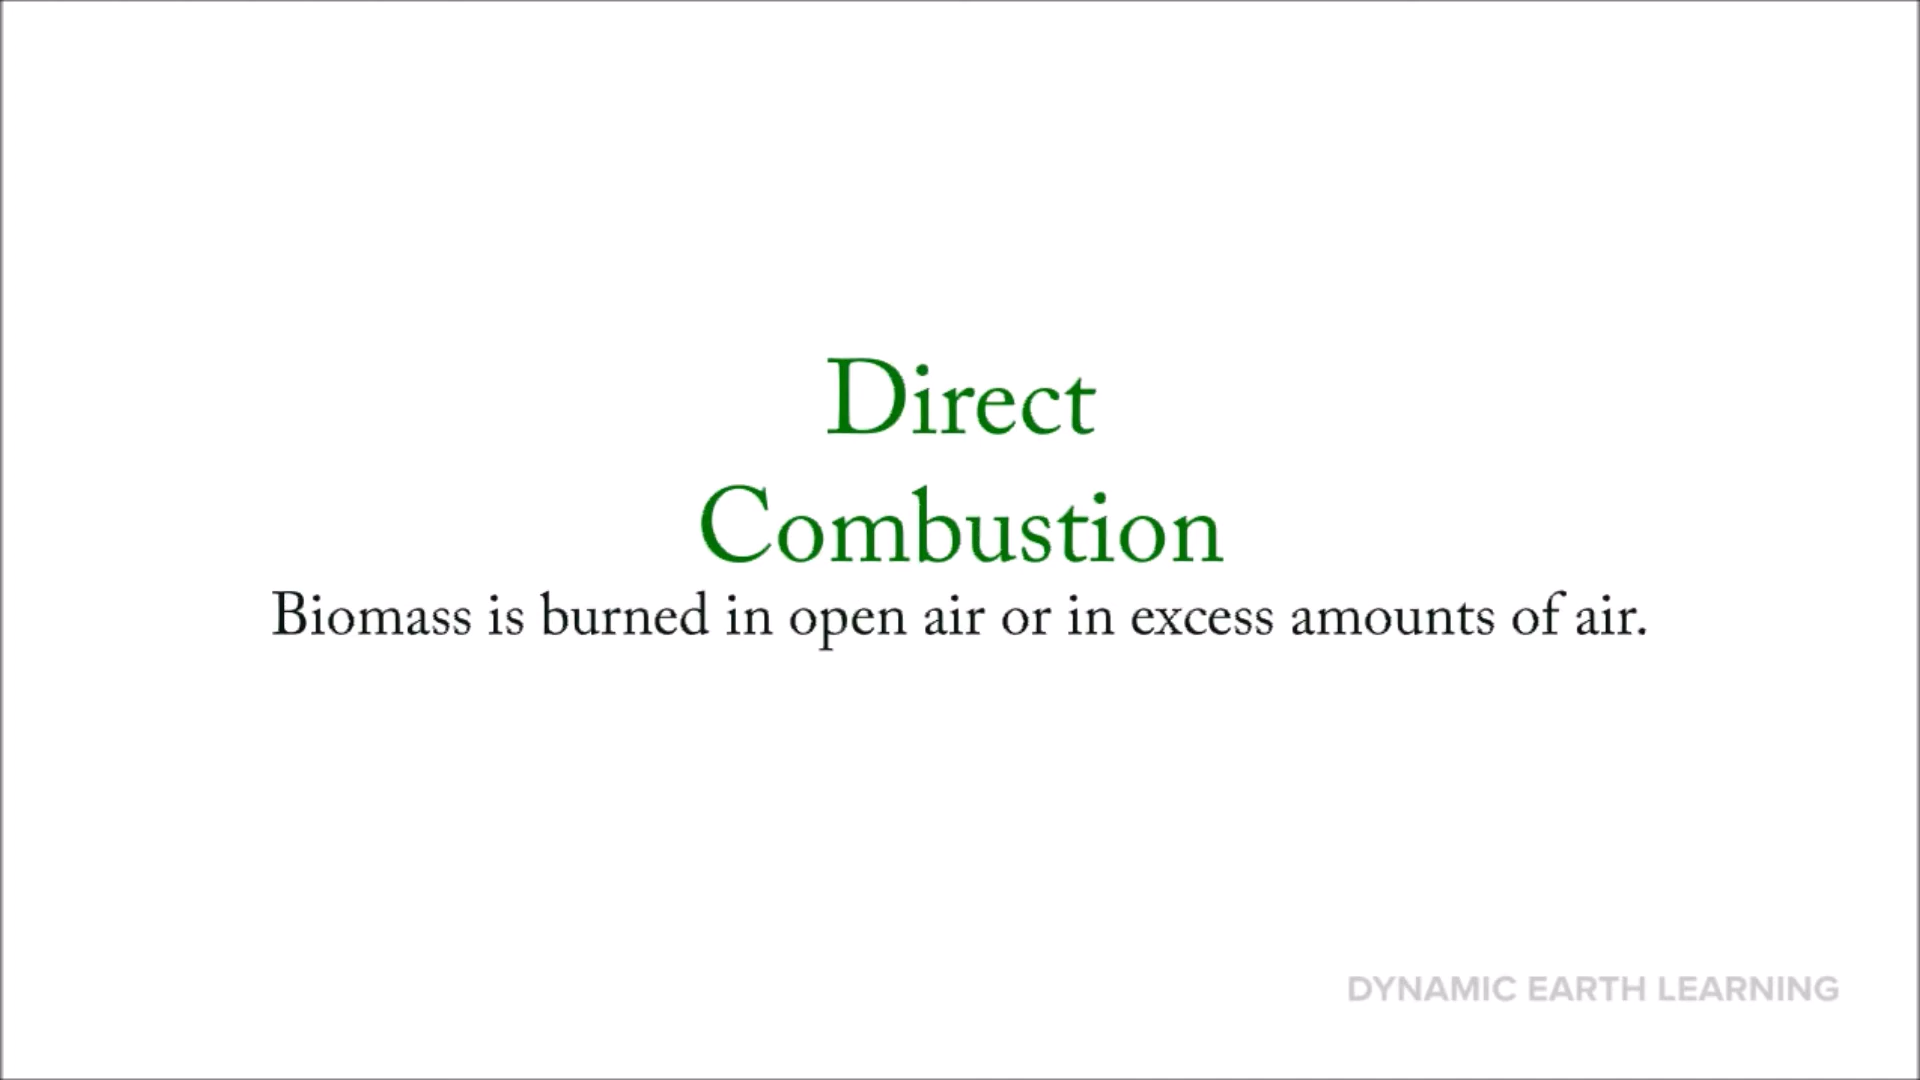 Direct
Combustion
Biomass is burned in open air or in excess amounts of air.
DYNAMIC EARTH LEARNING